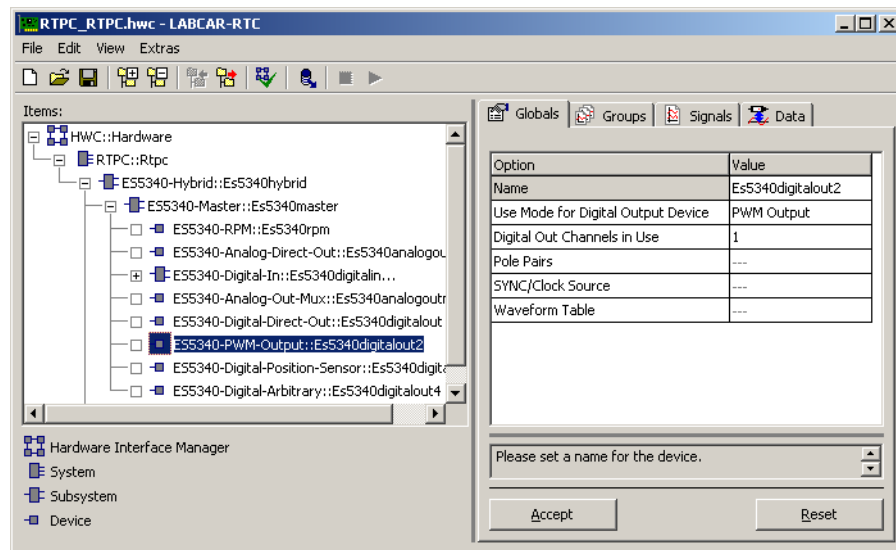 RTPC_RTPC.hwc - LABCAR-RTC
File Edit View Extras
Items:
HWC::Hardware
RTPC::Rtpc
ES5340-Hybrid::Es5340hybrid
ES5340-Master::Es5340master
ES5340-RPM::Es5340rpm
ES5340-Analog-Direct-Out::Es5340analogou
ES5340-Digital-In::Es5340digitalin...
ES5340-Analog-Out-Mux::Es5340analogoutr
ES5340-Digital-Direct-Out::Es5340digitalout
ES5340-PWM-Output::Es5340digitalout2
ES5340-Digital-Position-Sensor::Es5340digita
ES5340-Digital-Arbitrary::Es5340digitalout4
Hardware Interface Manager
System
Subsystem
Device
Globals Groups Signals Data
Option Value
Name Es5340digitalout2
Use Mode for Digital Output Device PWM Output
Digital Out Channels in Use 1
Pole Pairs ---
SYNC/Clock Source ---
Waveform Table ---
Please set a name for the device.
Accept Reset